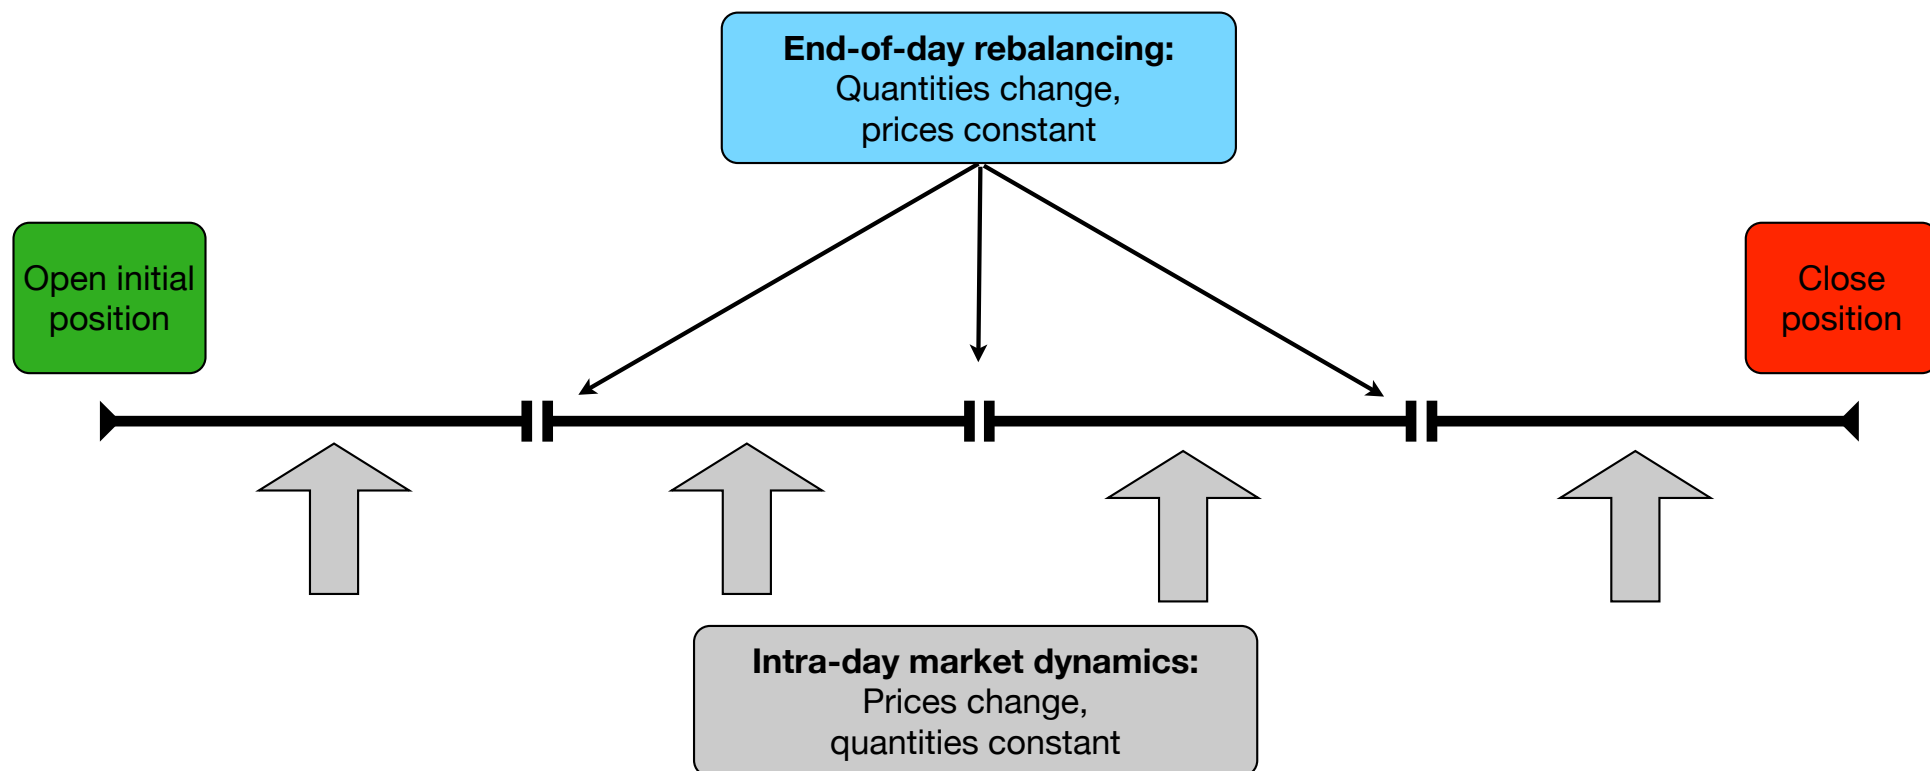 End-of-day rebalancing:
Quantities change,
prices constant
Open initial
position
Close
position
Intra-day market dynamics:
Prices change,
quantities constant